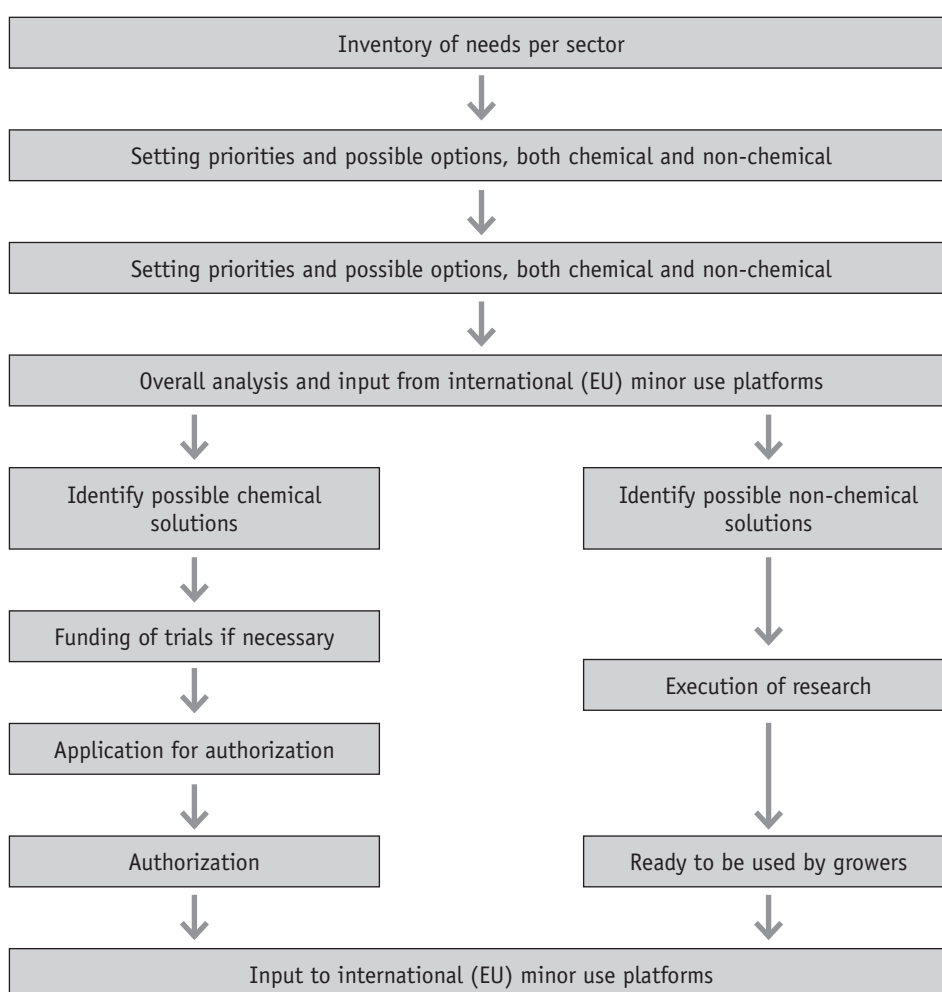 Inventory of needs per sector
Setting priorities and possible options, both chemical and non-chemical
Setting priorities and possible options, both chemical and non-chemical
Overall analysis and input from international (EU) minor use platforms
Identify possible chemical
solutions
Funding of trials if necessary
Application for authorization
Authorization
Identify possible non-chemical
solutions
Execution of research
Ready to be used by growers
Input to international (EU) minor use platforms